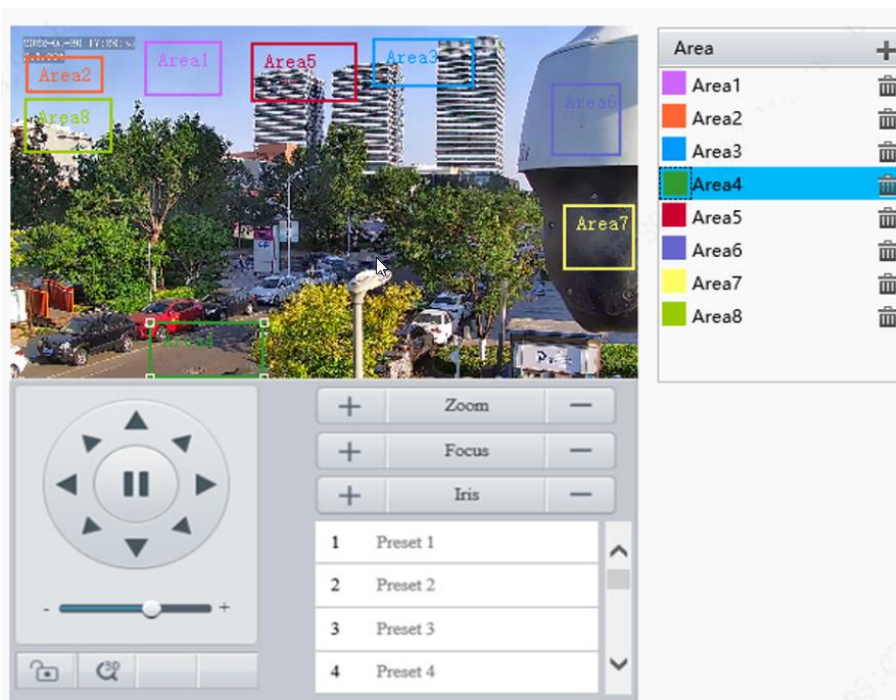 Area1
Area5
Area3
Area2
Area8
Area6
Area7
Area4
Zoom
Focus
Iris
1 Preset 1
2 Preset 2
3 Preset 3
4 Preset 4
- +
3D
Area +
Area1
Area2
Area3
Area4
Area5
Area6
Area7
Area8